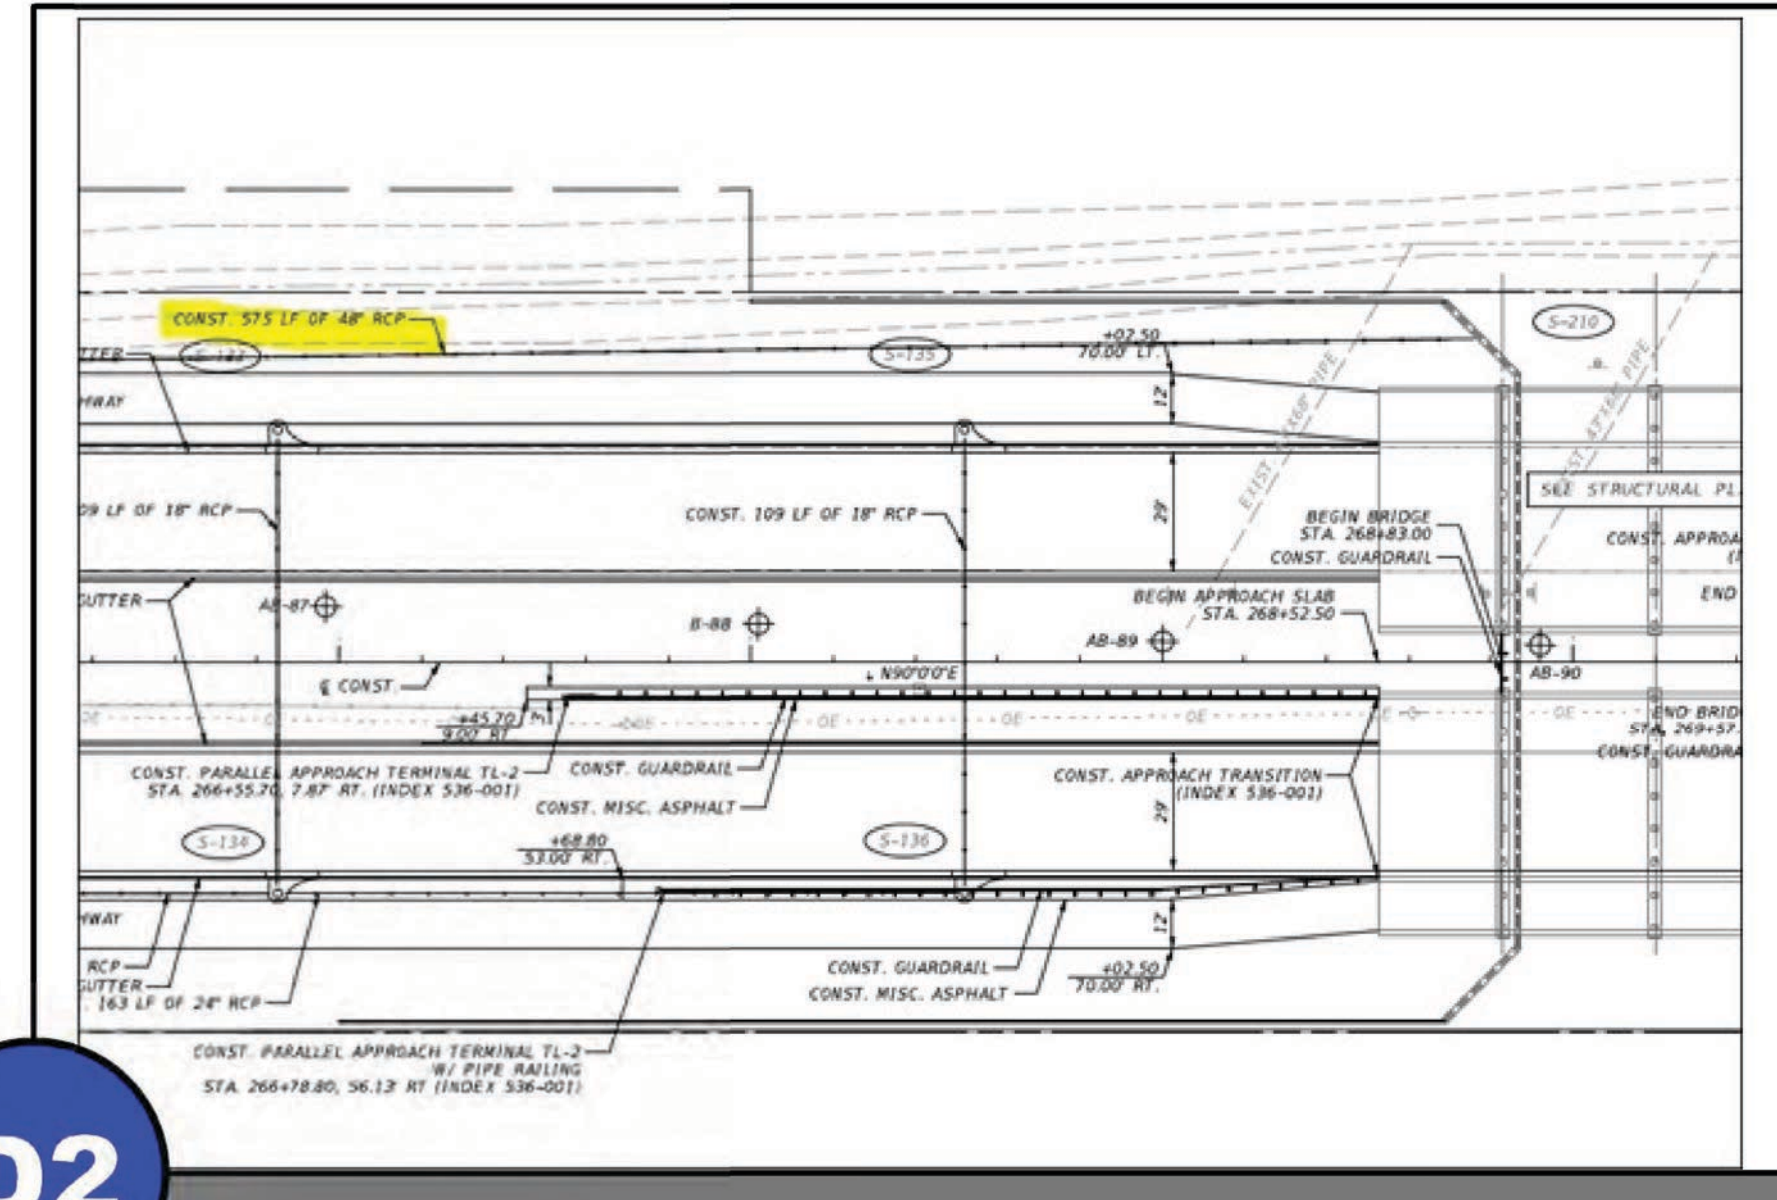 CONST. 575 LF OF 48" RCP
S-210
+02.50
70.00' LT.
S-135
12'
PIPE
PIPE
EXIST.
09 LF OF 18" RCP
CONST. 109 LF OF 18" RCP
29'
SEE STRUCTURAL PL
BEGIN BRIDGE
STA. 268+83.00
CONST. GUARDRAIL
CONST. APPROA
BEGIN APPROACH SLAB
STA. 268+52.50
END
GUTTER
AB-87
B-88
AB-89
AB-90
N90°0'0"E
CONST.
+45.70
9.00' RT
OE
OE
OE
OE
END BRID
STA. 269+57.
CONST. GUARDRA
CONST. PARALLEL APPROACH TERMINAL TL-2
STA. 266+55.70, 7.87' RT. (INDEX 536-001)
CONST. GUARDRAIL
CONST. MISC. ASPHALT
CONST. APPROACH TRANSITION
(INDEX 536-001)
29'
S-134
+68.80
53.00' RT.
S-136
12'
RCP
GUTTER
163 LF OF 24" RCP
CONST. GUARDRAIL
CONST. MISC. ASPHALT
+02.50
70.00' RT.
CONST. PARALLEL APPROACH TERMINAL TL-2
W/ PIPE RAILING
STA. 266+78.80, 56.13' RT (INDEX 536-001)
02